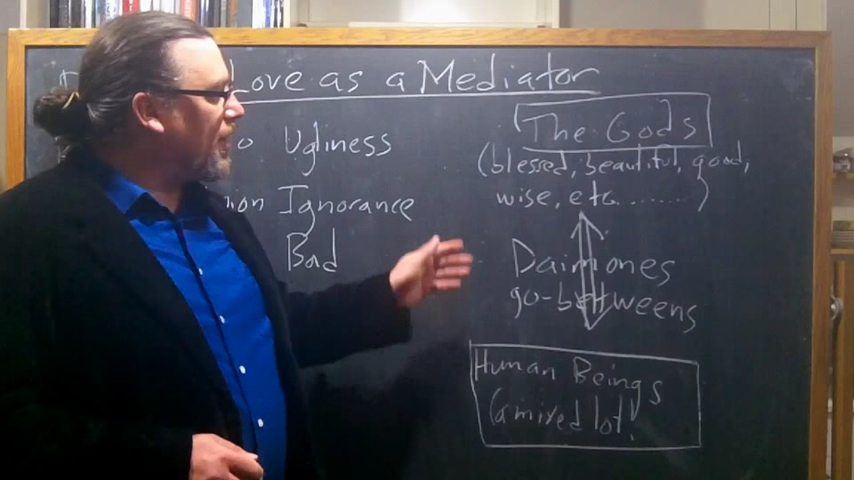 Love as a Mediator
Ugliness
Ignorance
Bad
The Gods
(blessed, beautiful, good,
wise, etc.......)
Daimones
go-betweens
Human Beings
(a mixed lot!